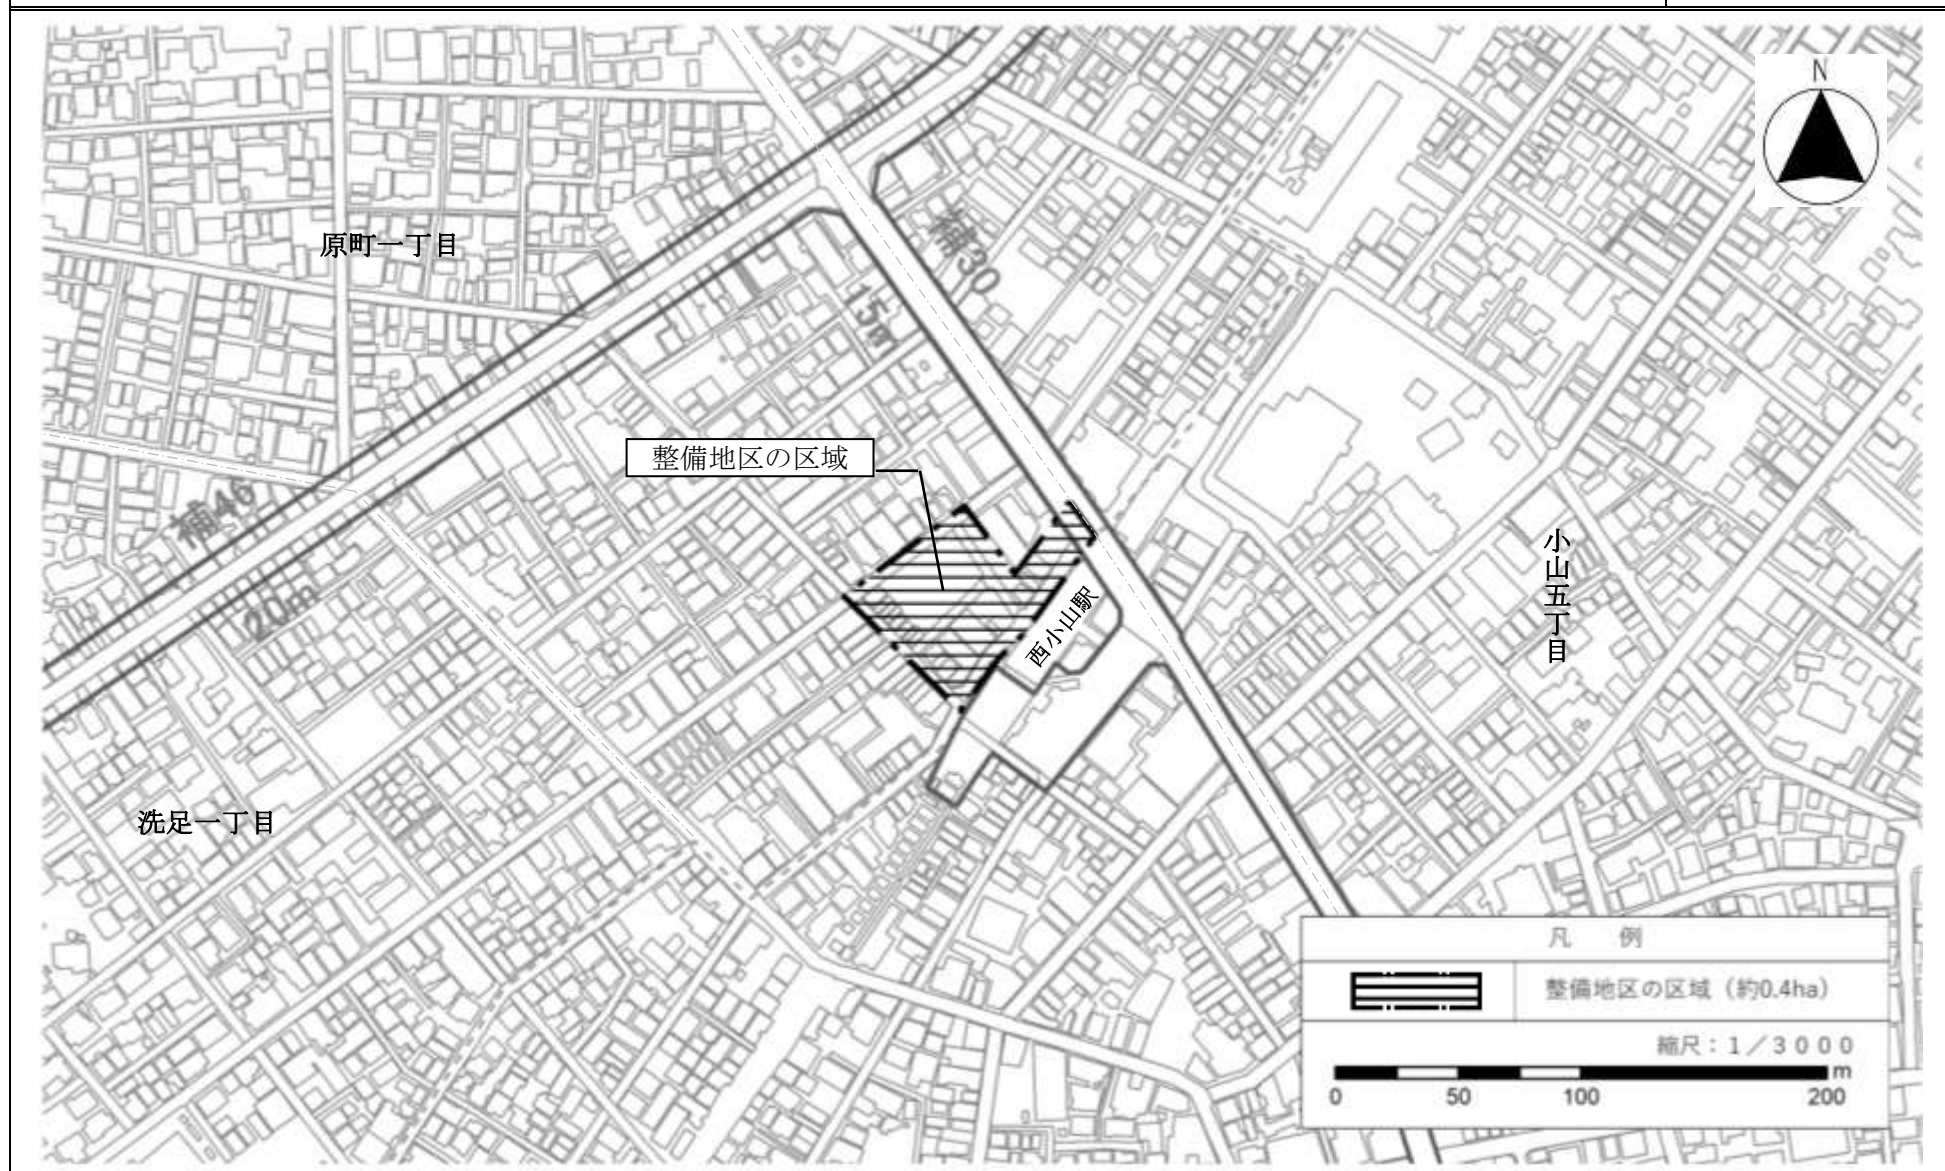 N
原町一丁目
補30
15m
整備地区の区域
補46
20m
小山五丁目
西小山駅
洗足一丁目
凡 例
整備地区の区域（約0.4ha）
縮尺：1／3000
m
0 50 100 200